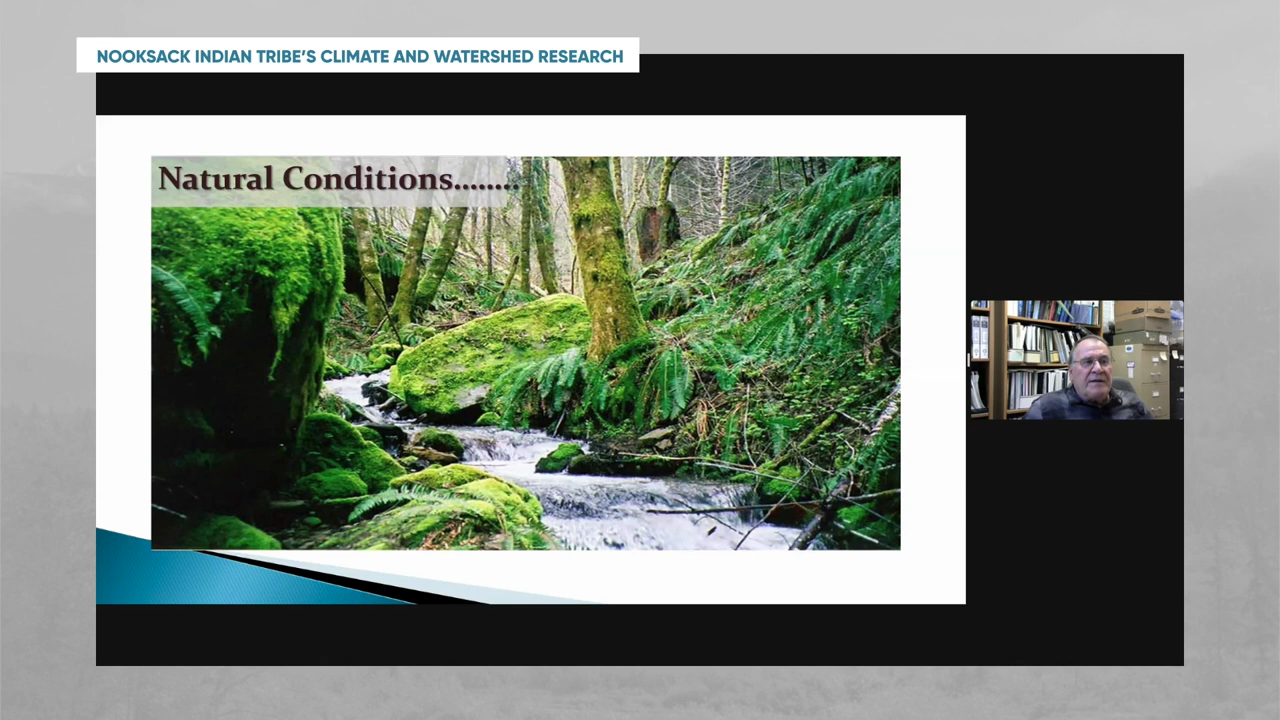 NOOKSACK INDIAN TRIBE’S CLIMATE AND WATERSHED RESEARCH
Natural Conditions........